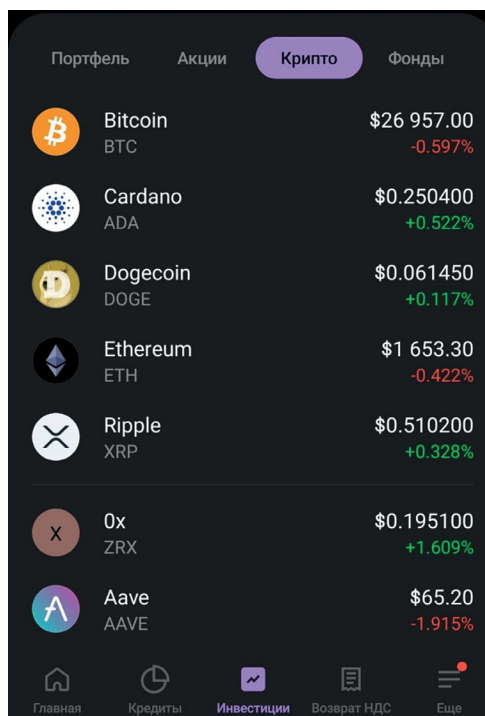 Портфель Акции Крипто Фонды
Bitcoin $26 957.00
BTC -0.597%
Cardano $0.250400
ADA +0.522%
Dogecoin $0.061450
DOGE +0.117%
Ethereum $1 653.30
ETH -0.422%
Ripple $0.510200
XRP +0.328%
X 0x $0.195100
ZRX +1.609%
Aave $65.20
AAVE -1.915%
Главная Кредиты Инвестиции Возврат НДС Еще